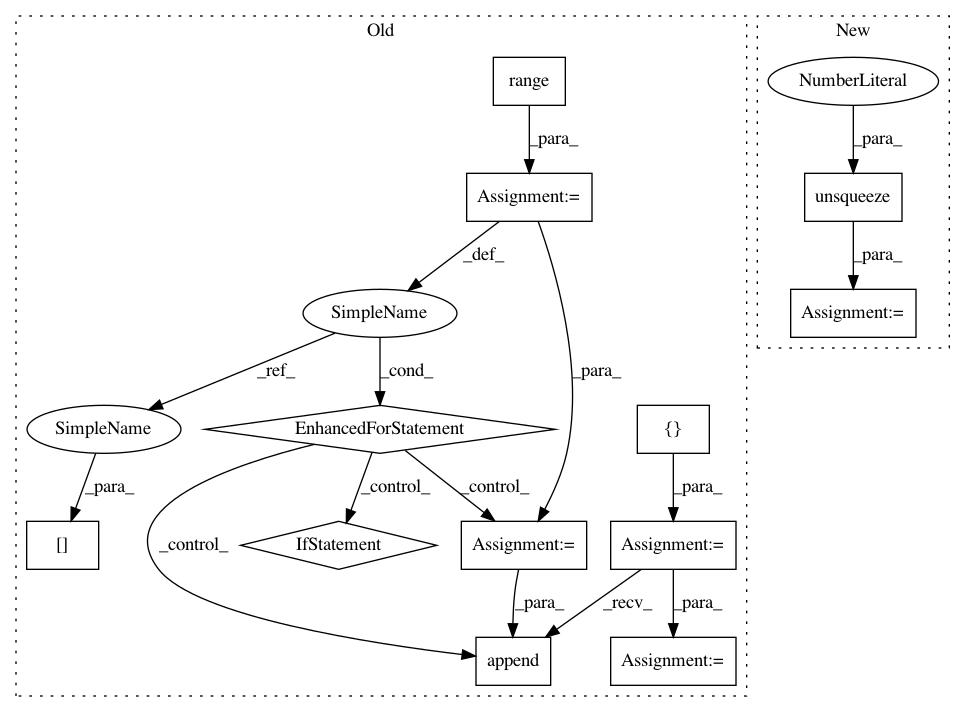 Old
New
range
NumberLiteral
_para_
_para_
Assignment:=
unsqueeze
_def_
_para_
SimpleName
Assignment:=
_ref_
_cond_
_para_
SimpleName
EnhancedForStatement
{}
_para_
_control_
_control_
_para_
_control_
[]
IfStatement
Assignment:=
Assignment:=
_para_
_recv_
_para_
append
Assignment:=